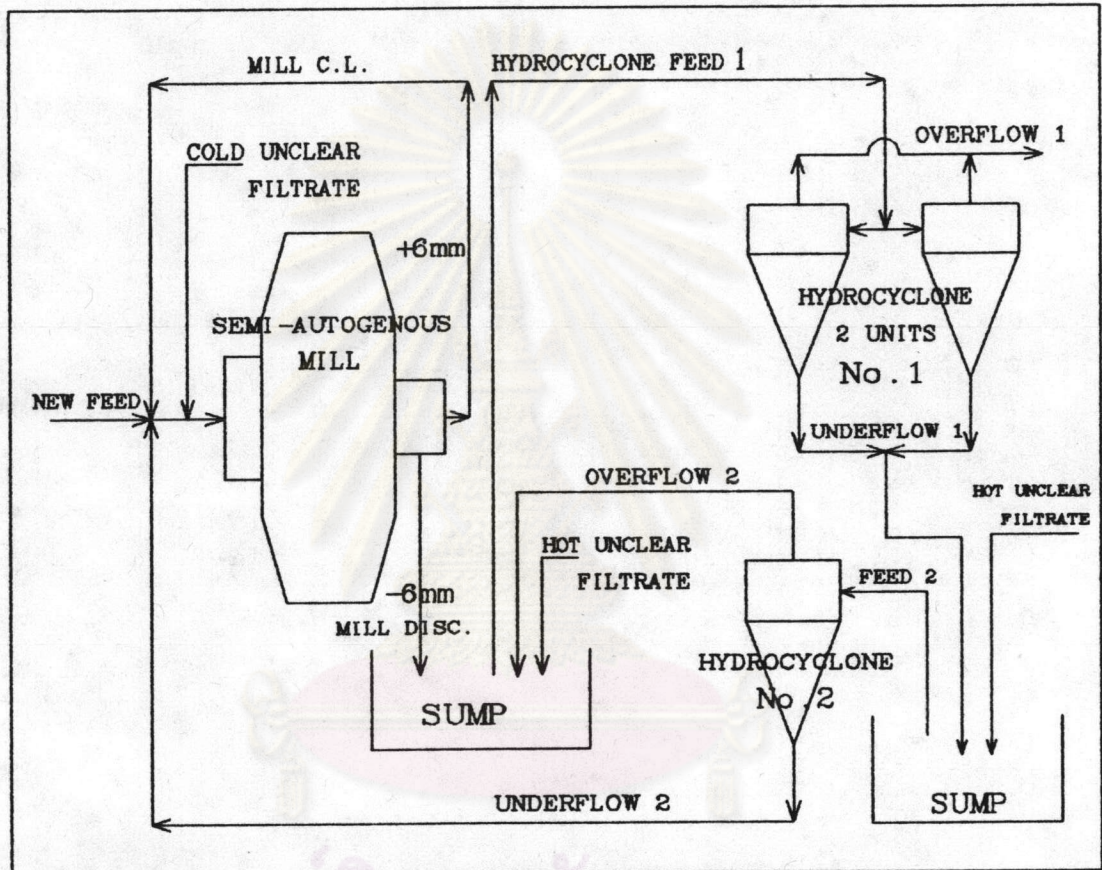 MILL C.L.
HYDROCYCLONE FEED 1
OVERFLOW 1
COLD UNCLEAR
FILTRATE
+6mm
HYDROCYCLONE
2 UNITS
No. 1
SEMI-AUTOGENOUS
MILL
NEW FEED
UNDERFLOW 1
OVERFLOW 2
HOT UNCLEAR
FILTRATE
HOT UNCLEAR
FILTRATE
FEED 2
-6mm
MILL DISC.
HYDROCYCLONE
No. 2
SUMP
SUMP
UNDERFLOW 2